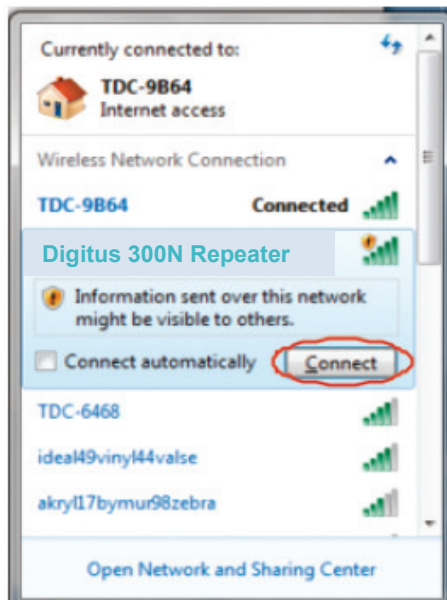 Currently connected to:
TDC-9B64
Internet access
Wireless Network Connection
TDC-9B64 Connected
Digitus 300N Repeater
Information sent over this network
might be visible to others.
Connect automatically Connect
TDC-6468
ideal49vinyl44valse
akryl17bymur98zebra
Open Network and Sharing Center